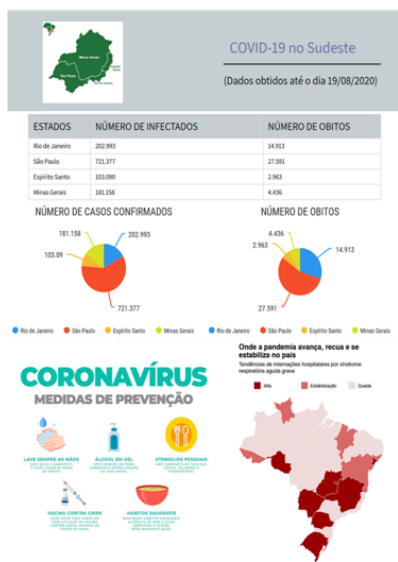 COVID-19 no Sudeste
(Dados obtidos até o dia 19/08/2020)
Minas Gerais
São Paulo
ESTADOS NÚMERO DE INFECTADOS NÚMERO DE OBITOS
Rio de Janeiro 202.993 14.913
São Paulo 721.377 27.591
Espírito Santo 103.090 2.963
Minas Gerais 181.158 4.436
NÚMERO DE CASOS CONFIRMADOS
NÚMERO DE OBITOS
181.158
202.993
103.09
721.377
4.436
2.963
14.913
27.591
Rio de Janeiro São Paulo Espírito Santo Minas Gerais
Rio de Janeiro São Paulo Espírito Santo Minas Gerais
Onde a pandemia avança, recua e se
estabiliza no país
Tendências de internações hospitalares por síndrome
respiratória aguda grave
Alta Estabilização Queda
CORONAVÍRUS
MEDIDAS DE PREVENÇÃO
LAVE SEMPRE AS MÃOS
ÁLCOOL EM GEL
UTENSÍLIOS PESSOAIS
VACINA CONTRA GRIPE
HÁBITOS SAUDÁVEIS